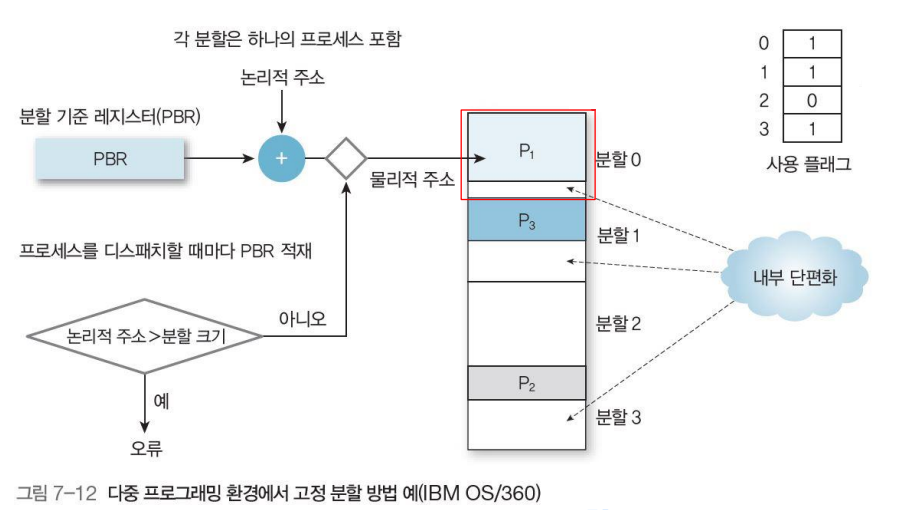 각 분할은 하나의 프로세스 포함
논리적 주소
분할 기준 레지스터(PBR)
PBR
+
물리적 주소
프로세스를 디스패치할 때마다 PBR 적재
논리적 주소>분할 크기
아니오
예
오류
P₁
분할 0
P₃
분할 1
분할 2
P₂
분할 3
0 1
1 1
2 0
3 1
사용 플래그
내부 단편화
그림 7-12 다중 프로그래밍 환경에서 고정 분할 방법 예(IBM OS/360)